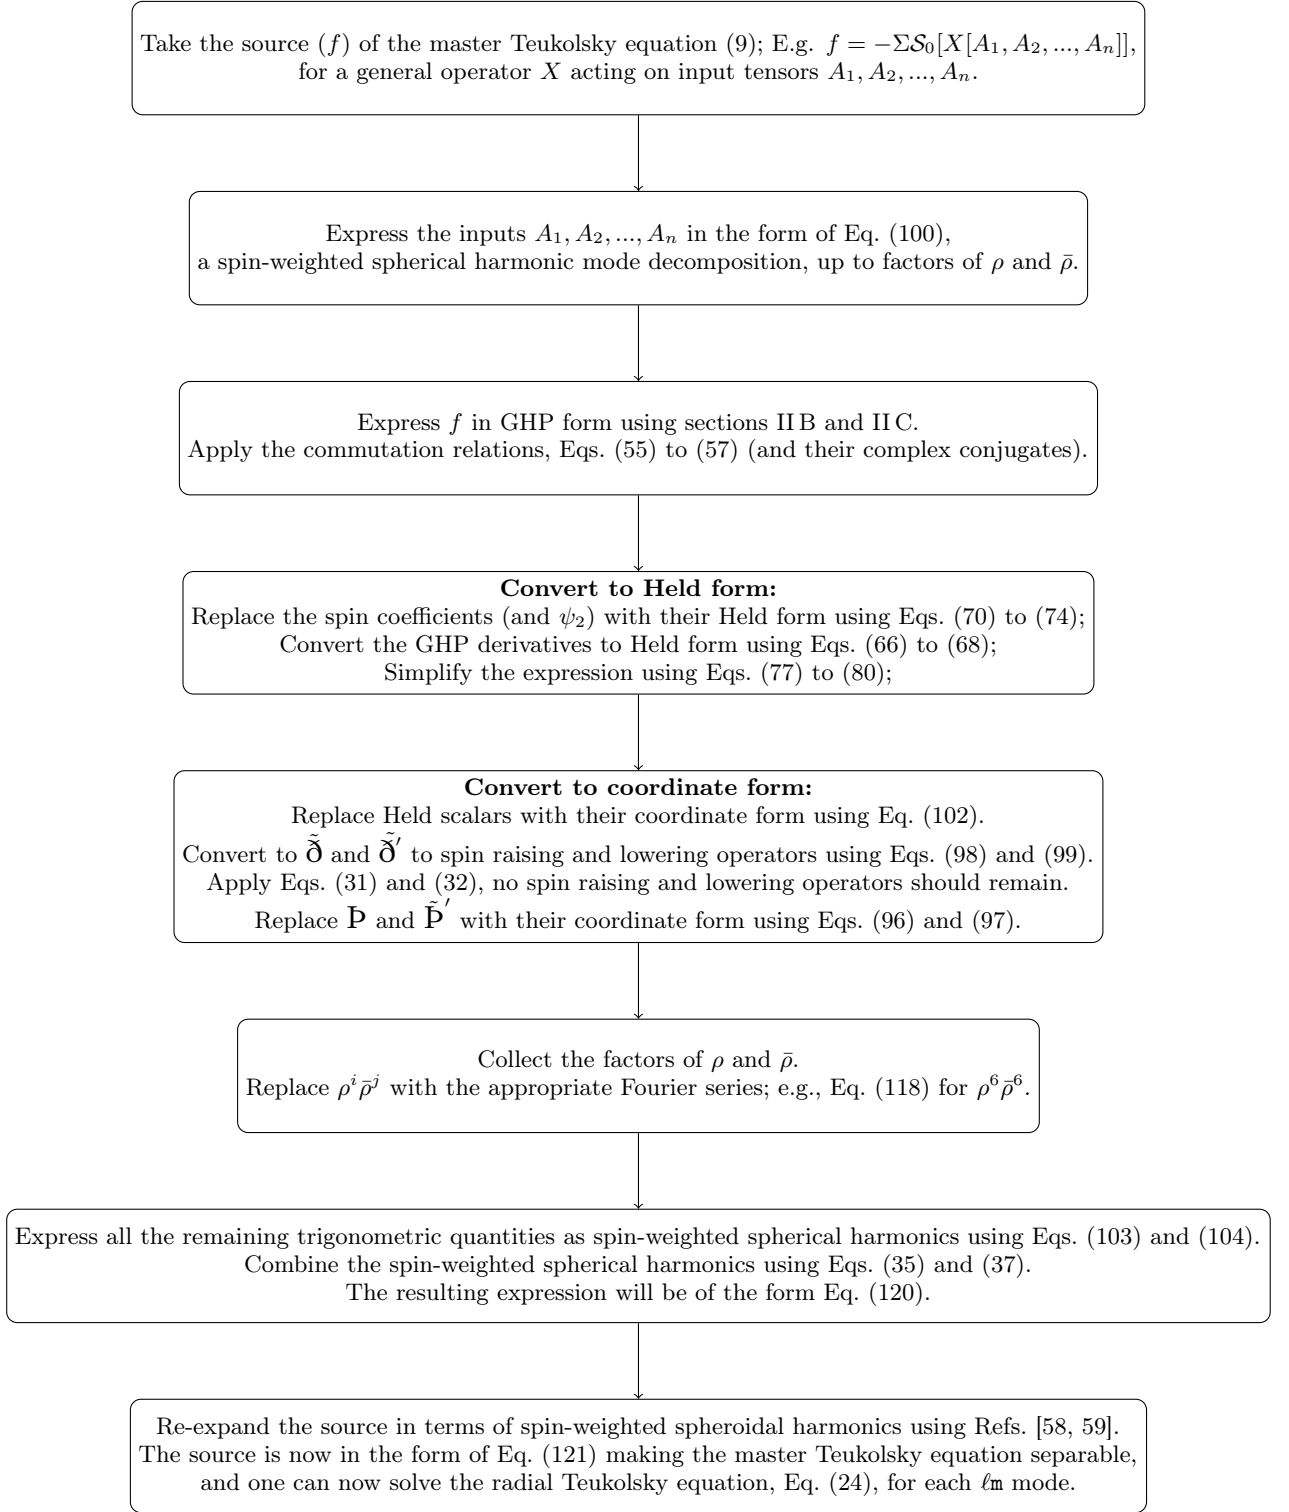 Take the source (f) of the master Teukolsky equation (9); E.g. f = −Σ𝒮₀[X[A₁, A₂, ..., Aₙ]],
for a general operator X acting on input tensors A₁, A₂, ..., Aₙ.
Express the inputs A₁, A₂, ..., Aₙ in the form of Eq. (100),
a spin-weighted spherical harmonic mode decomposition, up to factors of ρ and ρ̄.
Express f in GHP form using sections II B and II C.
Apply the commutation relations, Eqs. (55) to (57) (and their complex conjugates).
Convert to Held form:
Replace the spin coefficients (and ψ₂) with their Held form using Eqs. (70) to (74);
Convert the GHP derivatives to Held form using Eqs. (66) to (68);
Simplify the expression using Eqs. (77) to (80);
Convert to coordinate form:
Replace Held scalars with their coordinate form using Eq. (102).
Convert to ð̃ and ð̃′ to spin raising and lowering operators using Eqs. (98) and (99).
Apply Eqs. (31) and (32), no spin raising and lowering operators should remain.
Replace Þ and Þ̃′ with their coordinate form using Eqs. (96) and (97).
Collect the factors of ρ and ρ̄.
Replace ρⁱρ̄ʲ with the appropriate Fourier series; e.g., Eq. (118) for ρ⁶ρ̄⁶.
Express all the remaining trigonometric quantities as spin-weighted spherical harmonics using Eqs. (103) and (104).
Combine the spin-weighted spherical harmonics using Eqs. (35) and (37).
The resulting expression will be of the form Eq. (120).
Re-expand the source in terms of spin-weighted spheroidal harmonics using Refs. [58, 59].
The source is now in the form of Eq. (121) making the master Teukolsky equation separable,
and one can now solve the radial Teukolsky equation, Eq. (24), for each ℓm mode.